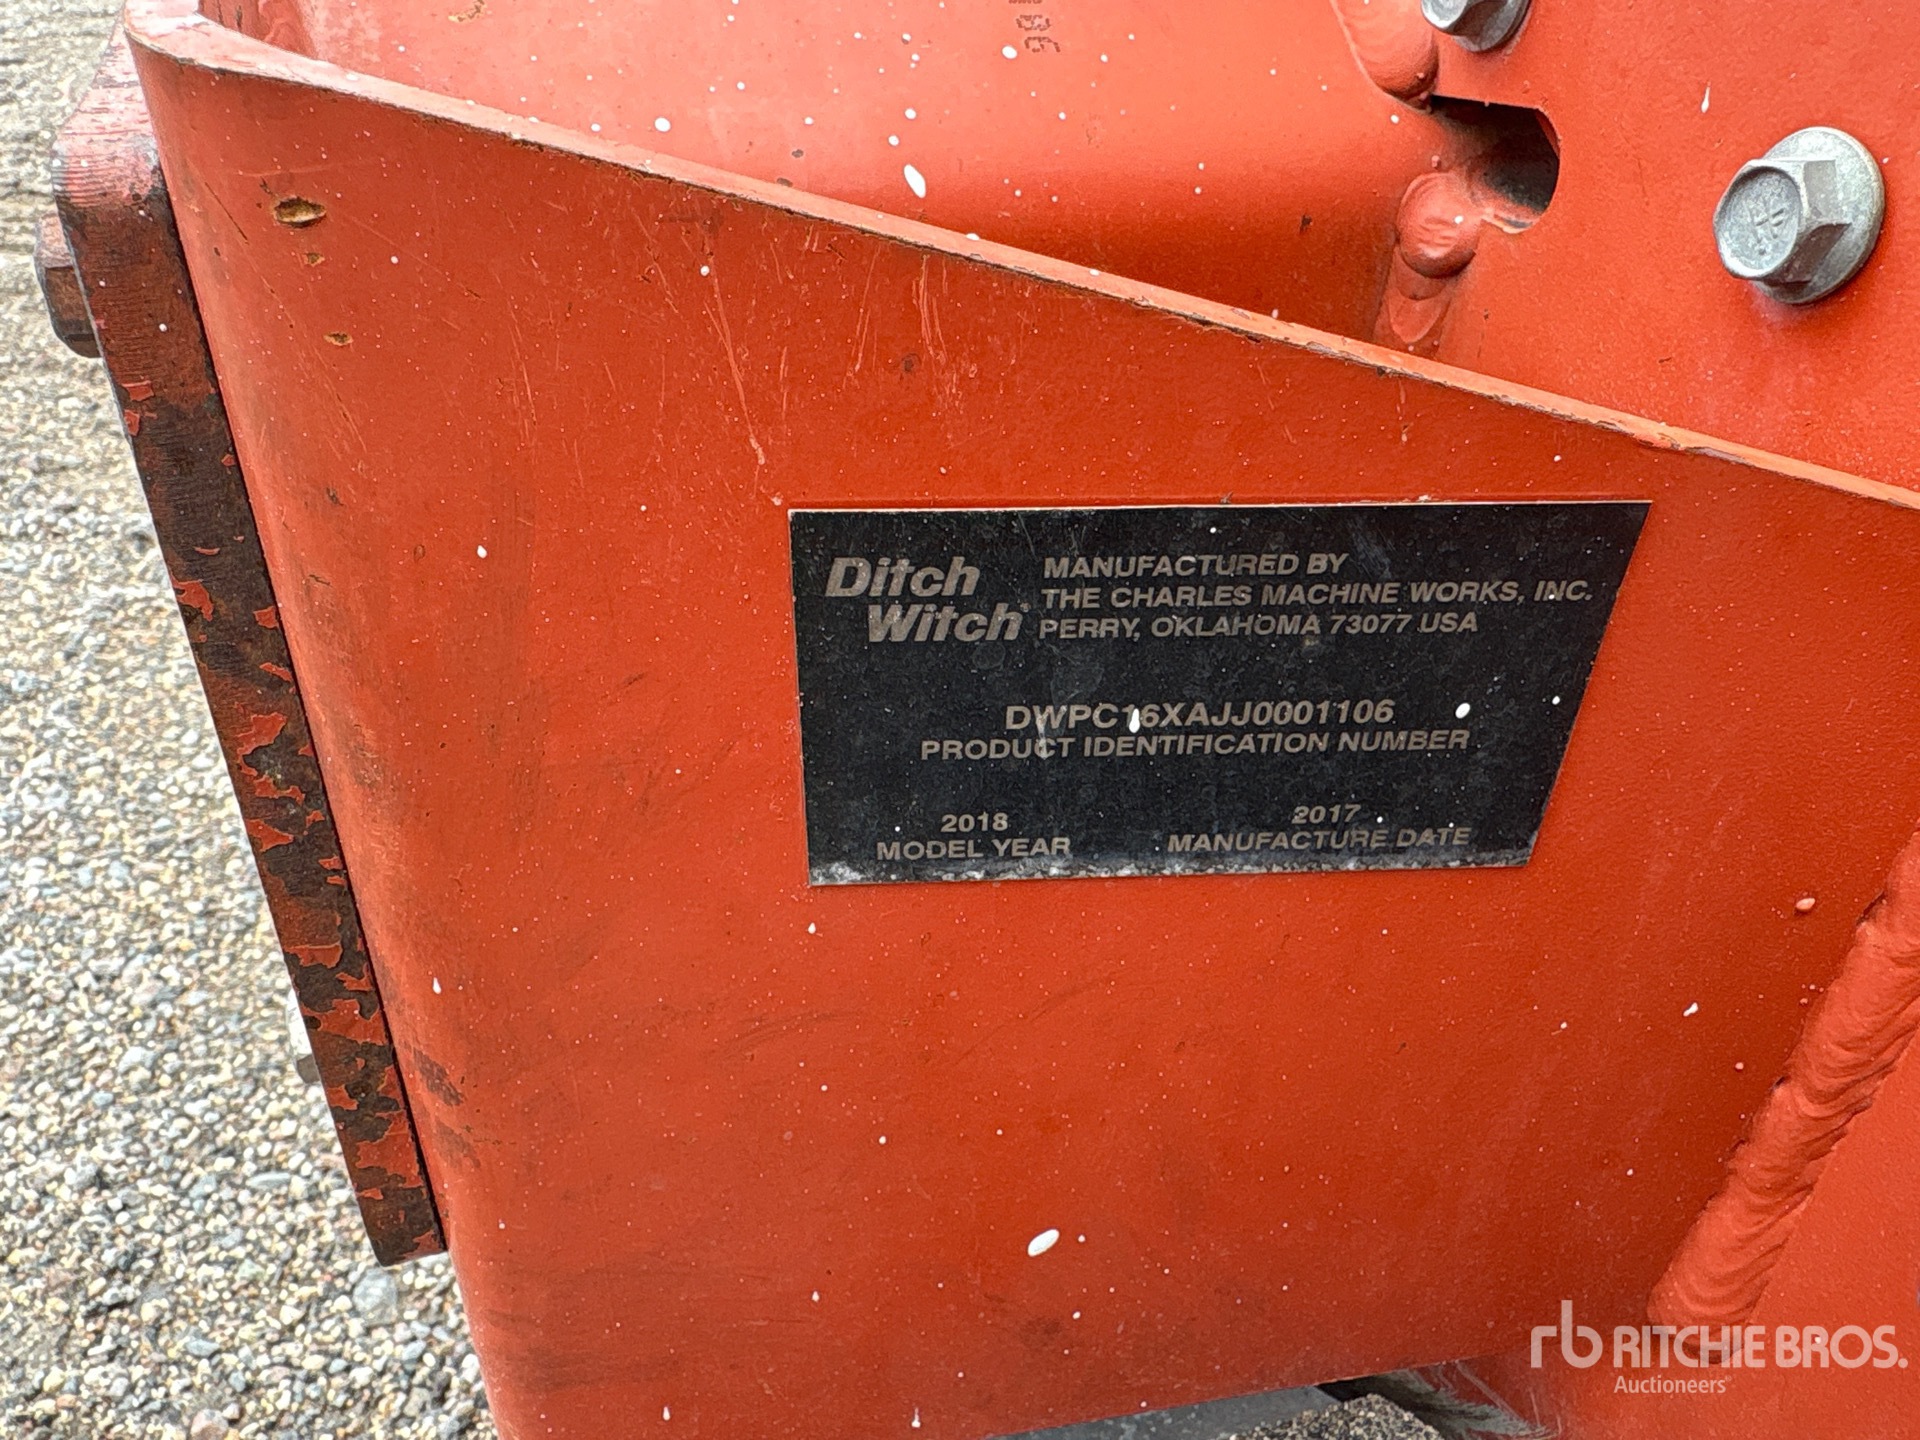 Ditch
Witch
MANUFACTURED BY
THE CHARLES MACHINE WORKS, INC.
PERRY, OKLAHOMA 73077 USA
DWPC16XAJJ0001106
PRODUCT IDENTIFICATION NUMBER
2018
MODEL YEAR
2017
MANUFACTURE DATE
rb RITCHIE BROS.
Auctioneers